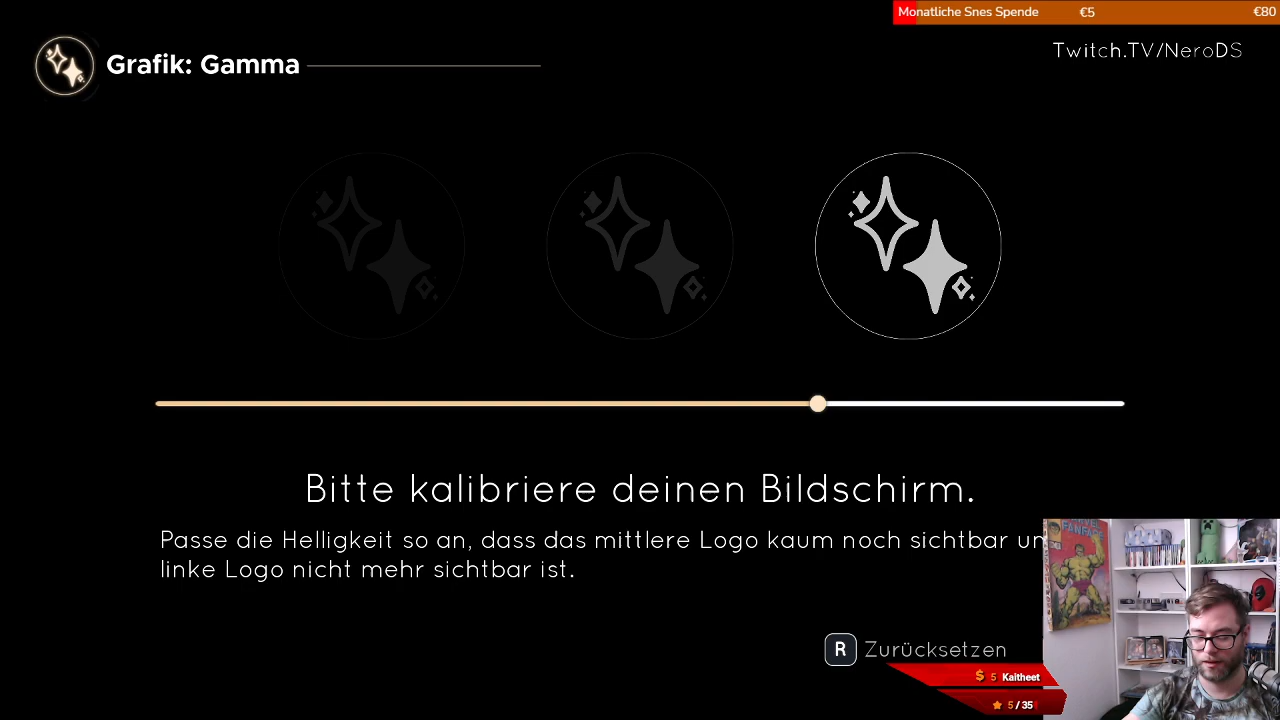 Monatliche Snes Spende €5 €80
Twitch.TV/NeroDS
Grafik: Gamma
Bitte kalibriere deinen Bildschirm.
Passe die Helligkeit so an, dass das mittlere Logo kaum noch sichtbar un
linke Logo nicht mehr sichtbar ist.
R Zurücksetzen
$ 5 Kaitheet
5 / 35